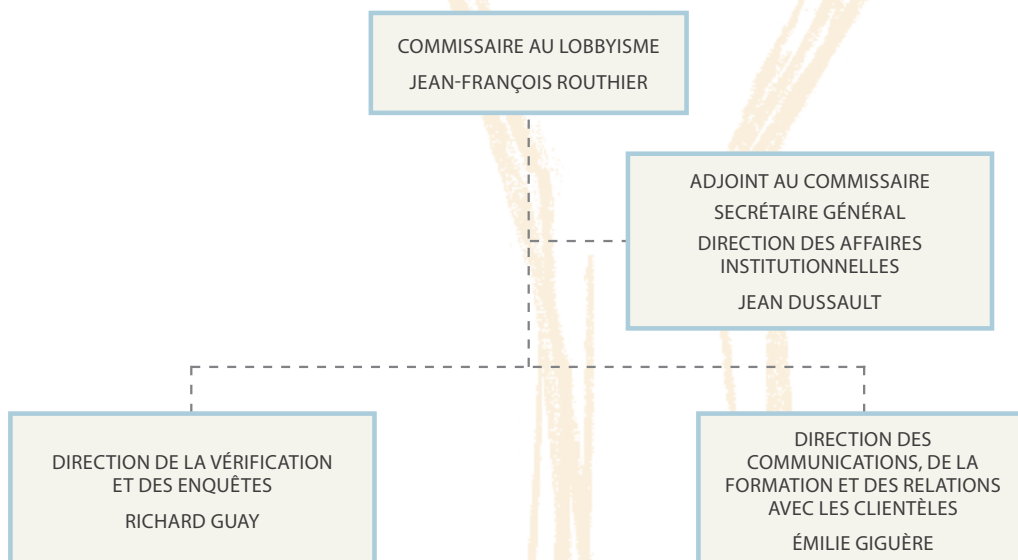 COMMISSAIRE AU LOBBYISME
JEAN-FRANÇOIS ROUTHIER
ADJOINT AU COMMISSAIRE
SECRÉTAIRE GÉNÉRAL
DIRECTION DES AFFAIRES
INSTITUTIONNELLES
JEAN DUSSAULT
DIRECTION DE LA VÉRIFICATION
ET DES ENQUÊTES
RICHARD GUAY
DIRECTION DES
COMMUNICATIONS, DE LA
FORMATION ET DES RELATIONS
AVEC LES CLIENTÈLES
ÉMILIE GIGUÈRE